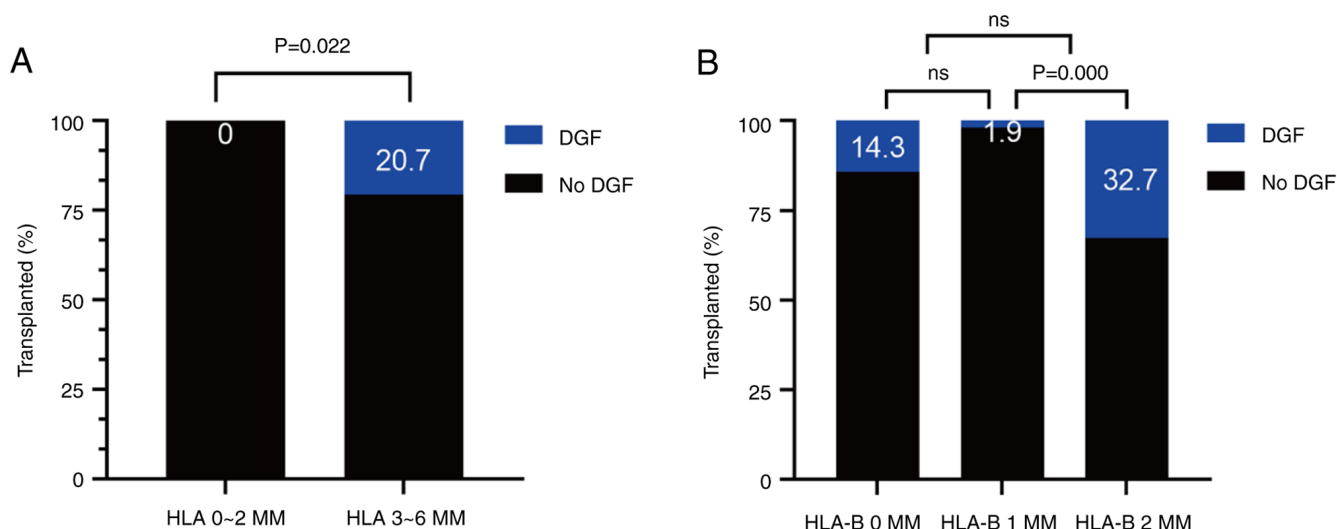 A
P=0.022
100
75
50
25
0
Transplanted (%)
0
20.7
DGF
No DGF
HLA 0~2 MM
HLA 3~6 MM
B
ns
ns
P=0.000
100
75
50
25
0
Transplanted (%)
14.3
1.9
32.7
DGF
No DGF
HLA-B 0 MM
HLA-B 1 MM
HLA-B 2 MM